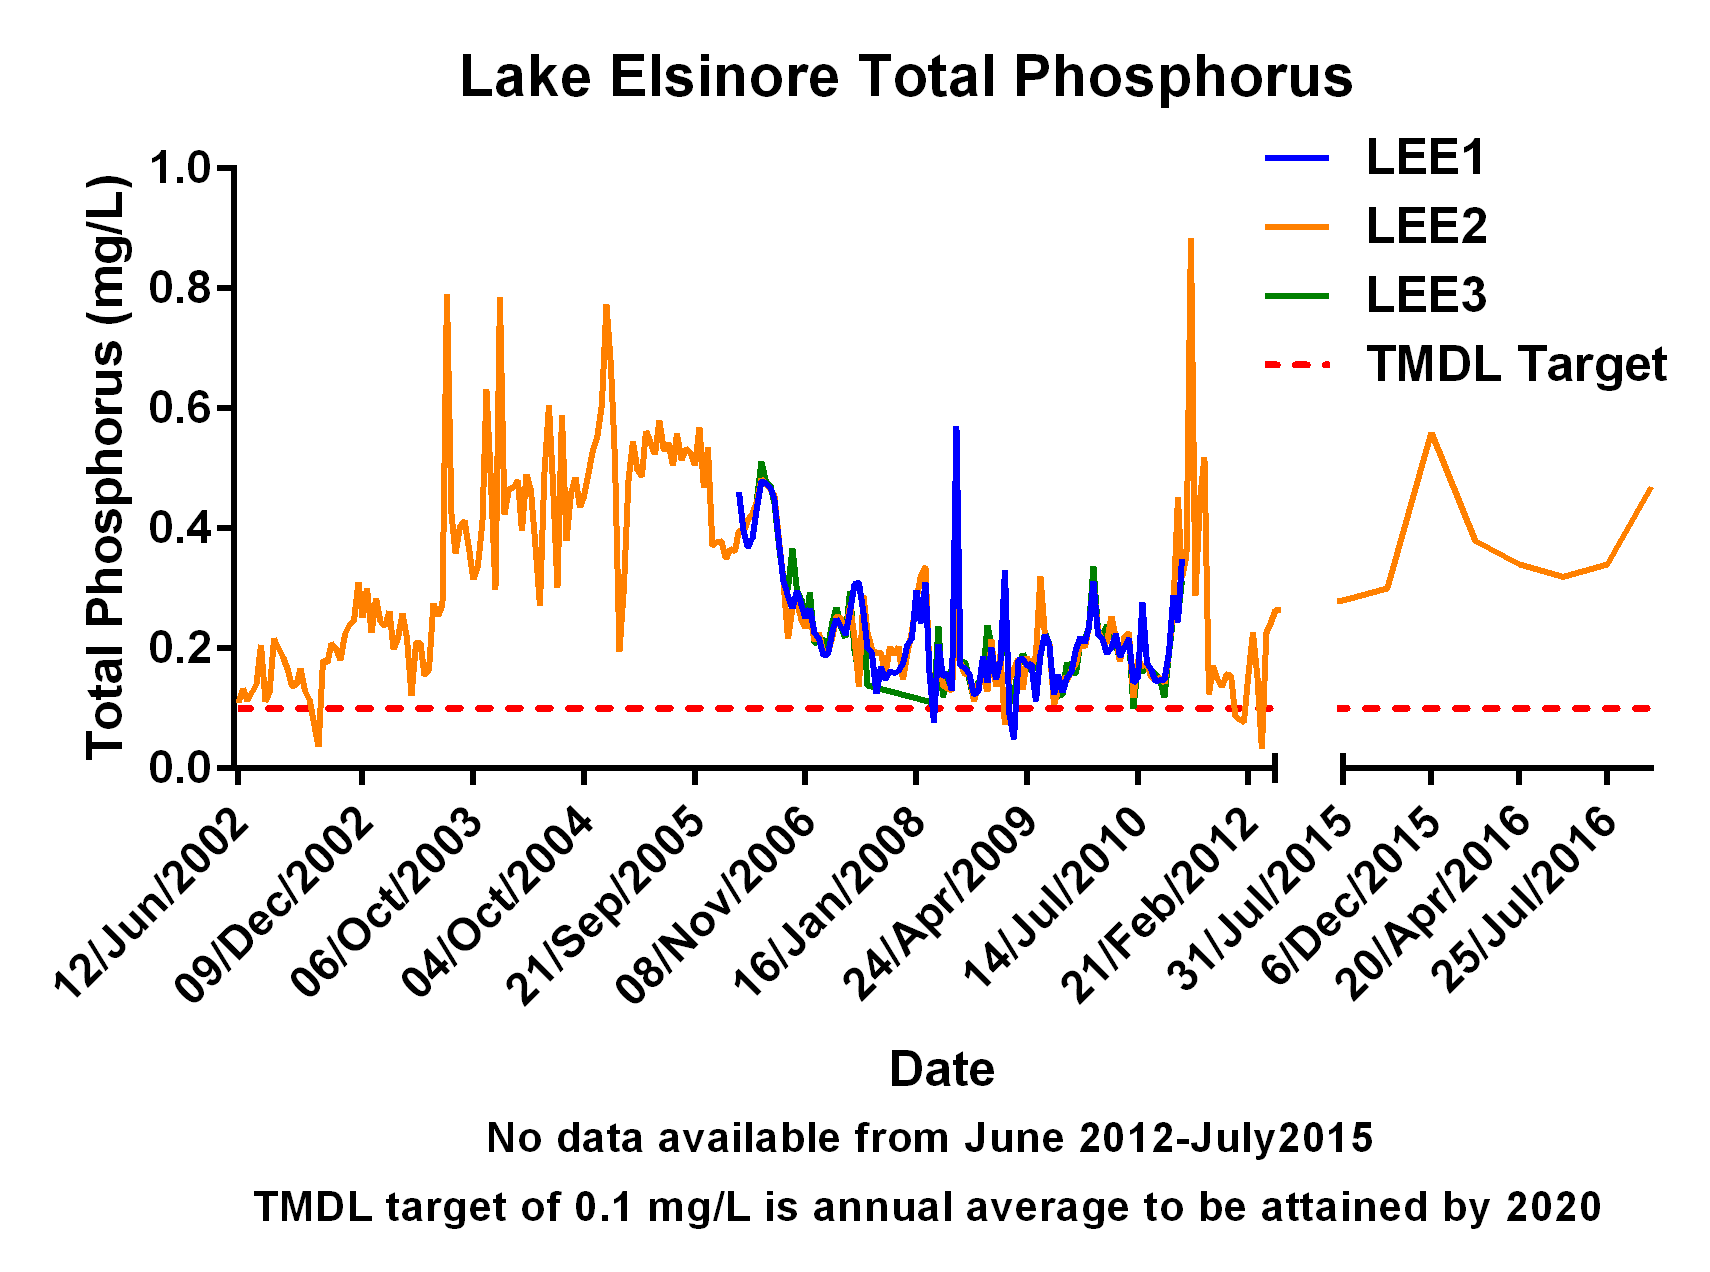 Lake Elsinore Total Phosphorus
LEE1
LEE2
LEE3
TMDL Target
Total Phosphorus (mg/L)
1.0
0.8
0.6
0.4
0.2
0.0
12/Jun/2002
09/Dec/2002
06/Oct/2003
04/Oct/2004
21/Sep/2005
08/Nov/2006
16/Jan/2008
24/Apr/2009
14/Jul/2010
21/Feb/2012
31/Jul/2015
6/Dec/2015
20/Apr/2016
25/Jul/2016
Date
No data available from June 2012-July2015
TMDL target of 0.1 mg/L is annual average to be attained by 2020